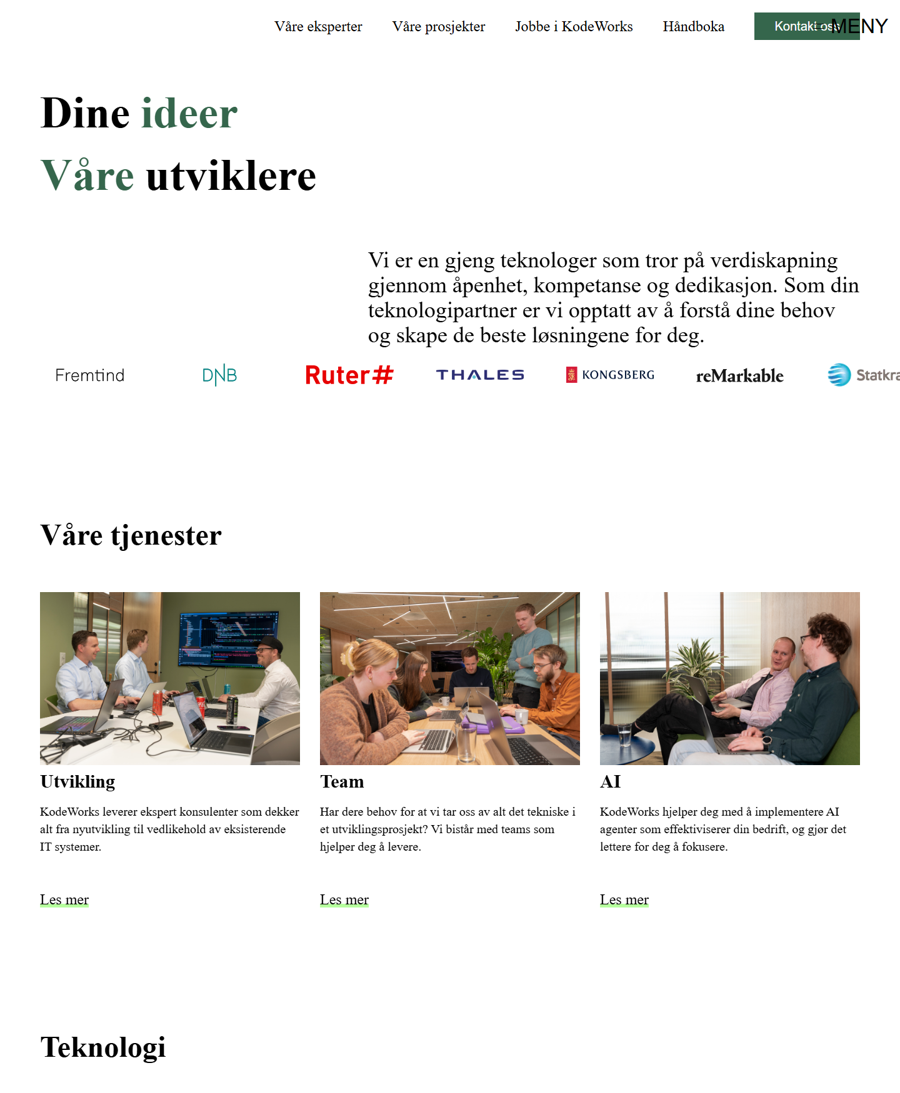 Våre eksperter Våre prosjekter Jobbe i KodeWorks Håndboka Kontakt oss MENY
Dine ideer
Våre utviklere
Vi er en gjeng teknologer som tror på verdiskapning
gjennom åpenhet, kompetanse og dedikasjon. Som din
teknologipartner er vi opptatt av å forstå dine behov
og skape de beste løsningene for deg.
Fremtind DNB Ruter# THALES KONGSBERG reMarkable Statkra
Våre tjenester
Utvikling
KodeWorks leverer ekspert konsulenter som dekker
alt fra nyutvikling til vedlikehold av eksisterende
IT systemer.
Les mer
Team
Har dere behov for at vi tar oss av alt det tekniske i
et utviklingsprosjekt? Vi bistår med teams som
hjelper deg å levere.
Les mer
AI
KodeWorks hjelper deg med å implementere AI
agenter som effektiviserer din bedrift, og gjør det
lettere for deg å fokusere.
Les mer
Teknologi